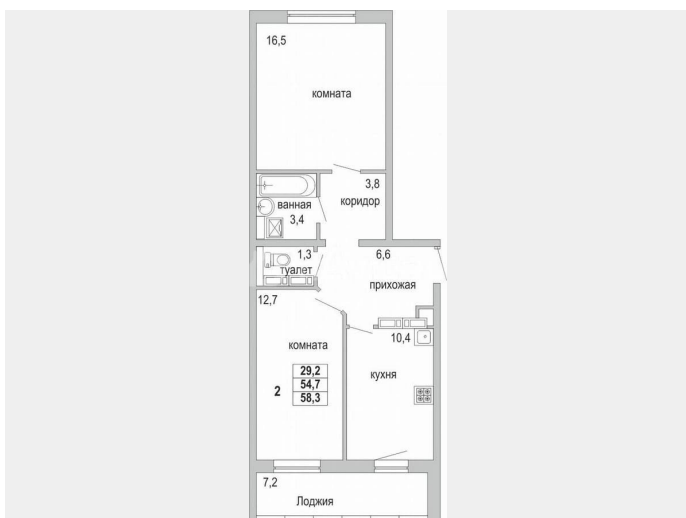 16,5
комната
3,8
коридор
ванная
3,4
1,3
туалет
6,6
прихожая
12,7
комната
10,4
кухня
2
29,2
54,7
58,3
7,2
Лоджия